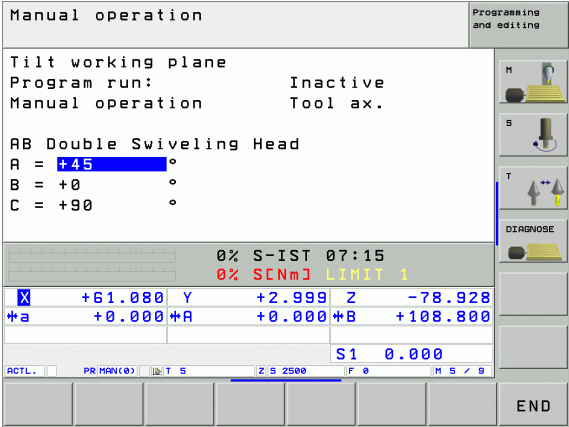 Manual operation
Programming
and editing
Tilt working plane
Program run: Inactive
Manual operation Tool ax.
AB Double Swiveling Head
A = +45 °
B = +0 °
C = +90 °
0% S-IST 07:15
0% S[Nm] LIMIT 1
X +61.080 Y +2.999 Z -78.928
*a +0.000 *A +0.000 *B +108.800
S1 0.000
ACTL. PR MAN(0) T 5 Z S 2500 F 0 M 5 / 9
M
S
T
DIAGNOSE
END